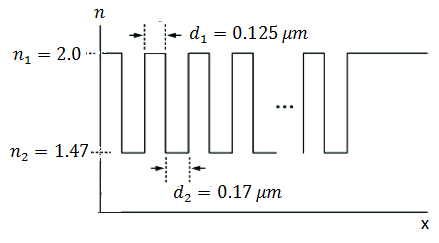 n
d₁ = 0.125 μm
n₁ = 2.0
...
n₂ = 1.47
d₂ = 0.17 μm
x